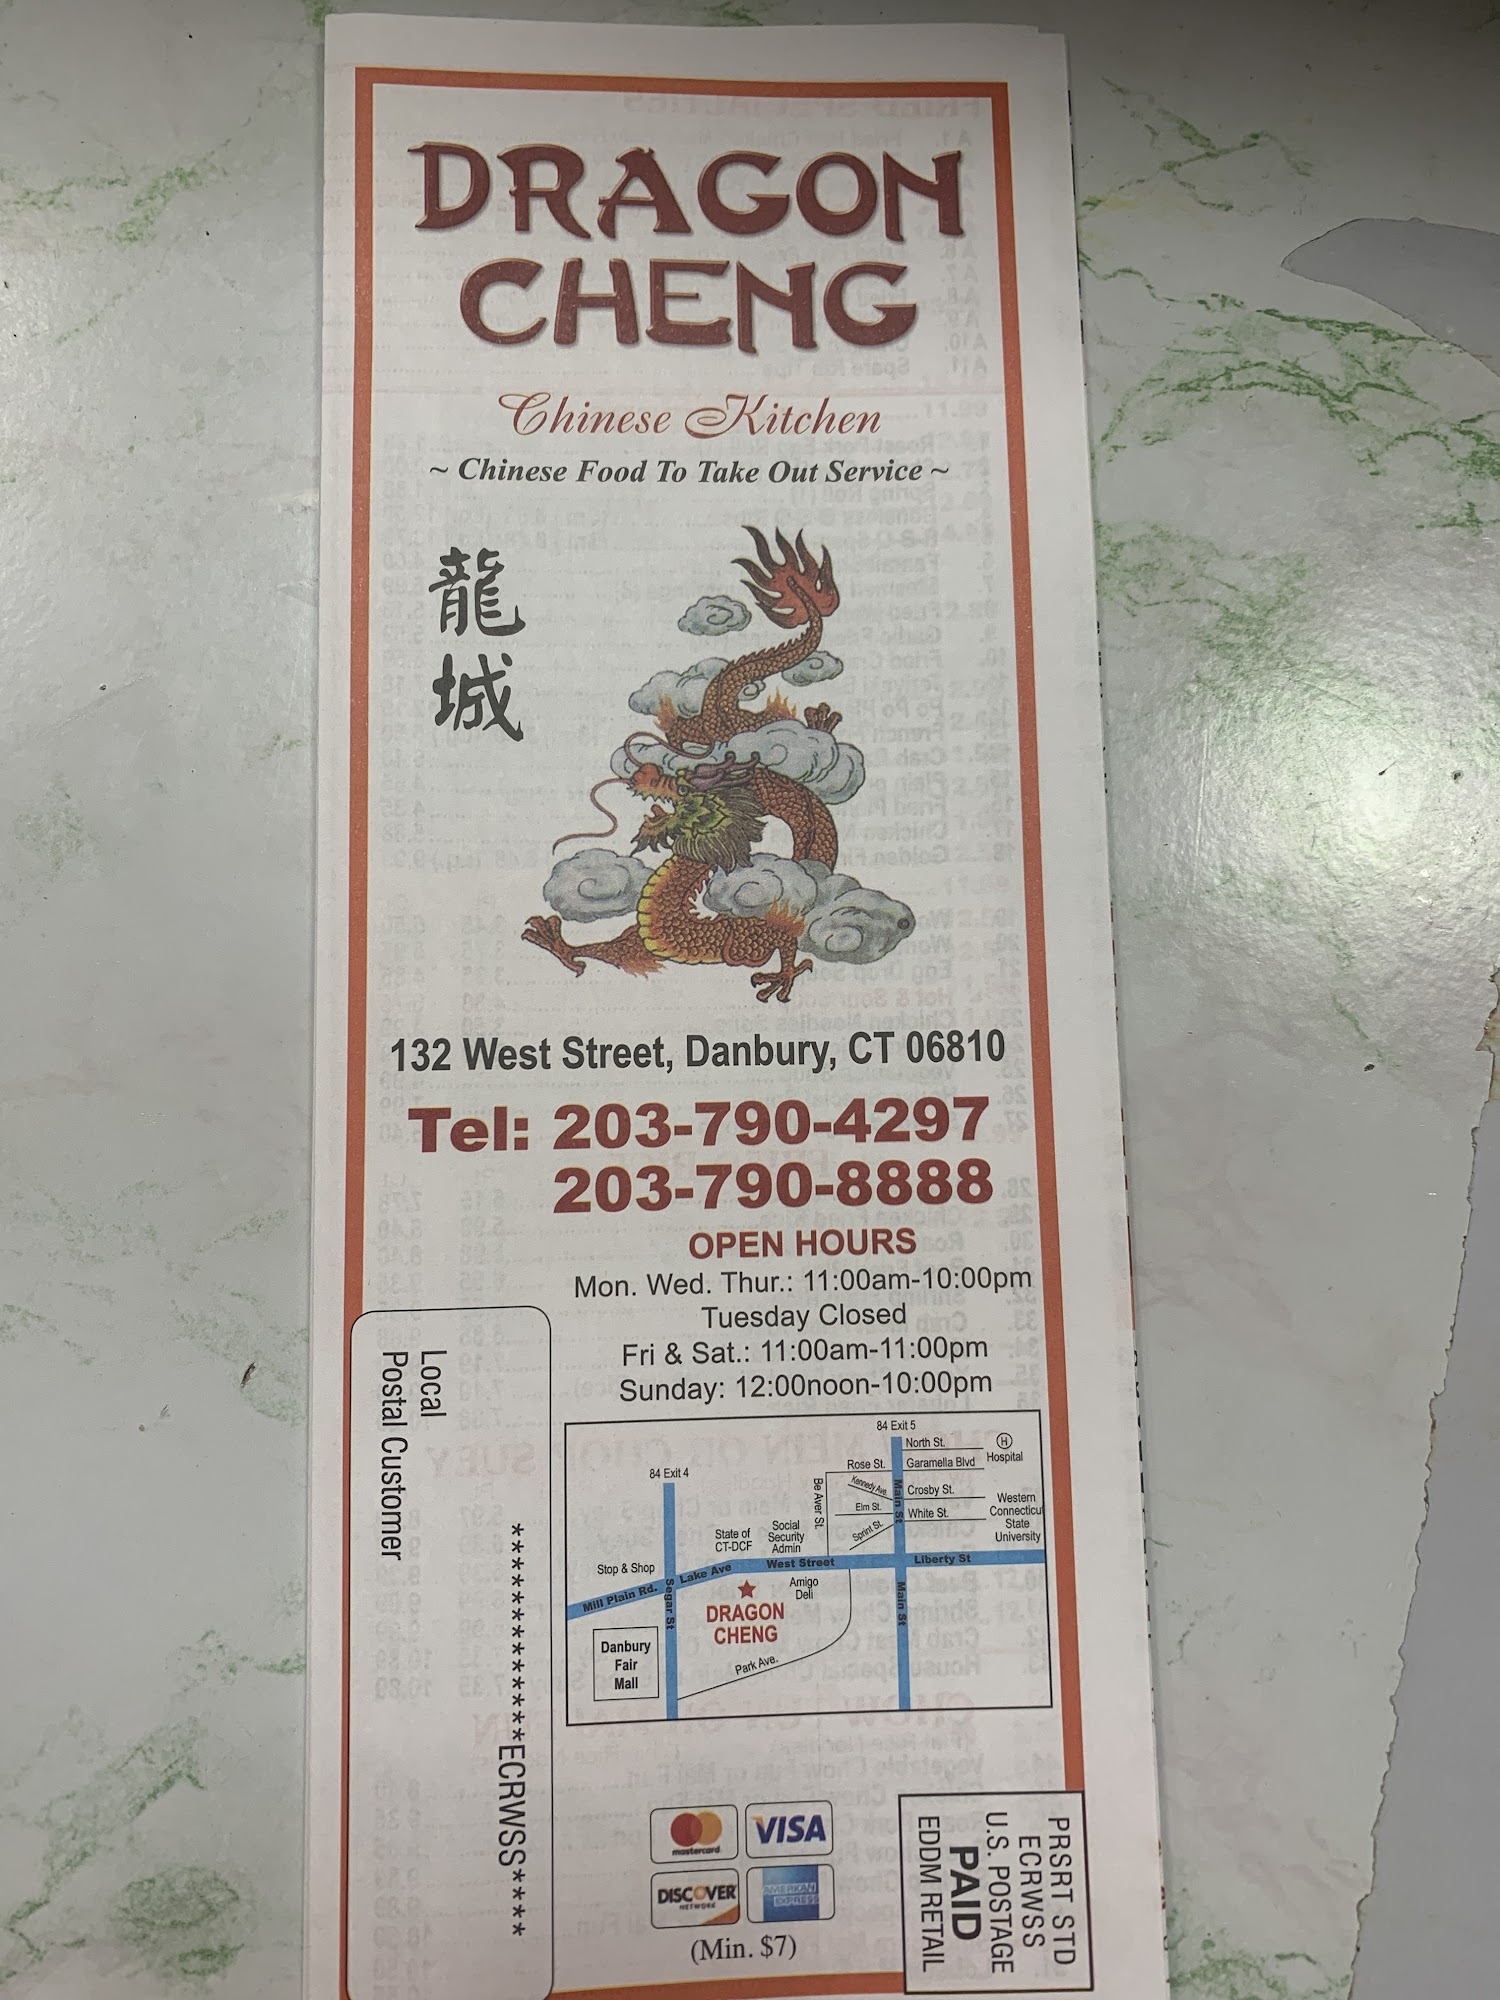 DRAGON
CHENG
Chinese Kitchen
~ Chinese Food To Take Out Service ~
龍
城
132 West Street, Danbury, CT 06810
Tel: 203-790-4297
203-790-8888
OPEN HOURS
Mon. Wed. Thur.: 11:00am-10:00pm
Tuesday Closed
Fri & Sat.: 11:00am-11:00pm
Sunday: 12:00noon-10:00pm
Local
Postal Customer
****************ECRWSS****
84 Exit 5
North St.
H
Hospital
Rose St.
Garamella Blvd
84 Exit 4
Kennedy Ave.
Crosby St.
Be Aver St.
Main St
Elm St.
White St.
Western
Connecticut
State
University
Sprint St.
State of
CT-DCF
Social
Security
Admin
Stop & Shop
Mill Plain Rd.
Lake Ave
West Street
Liberty St
Segar St
Amigo
Deli
Main St
DRAGON
CHENG
Danbury
Fair
Mall
Park Ave.
mastercard
VISA
DISCOVER
NETWORK
AMERICAN
EXPRESS
(Min. $7)
PRSRT STD
ECRWSS
U.S. POSTAGE
PAID
EDDM RETAIL